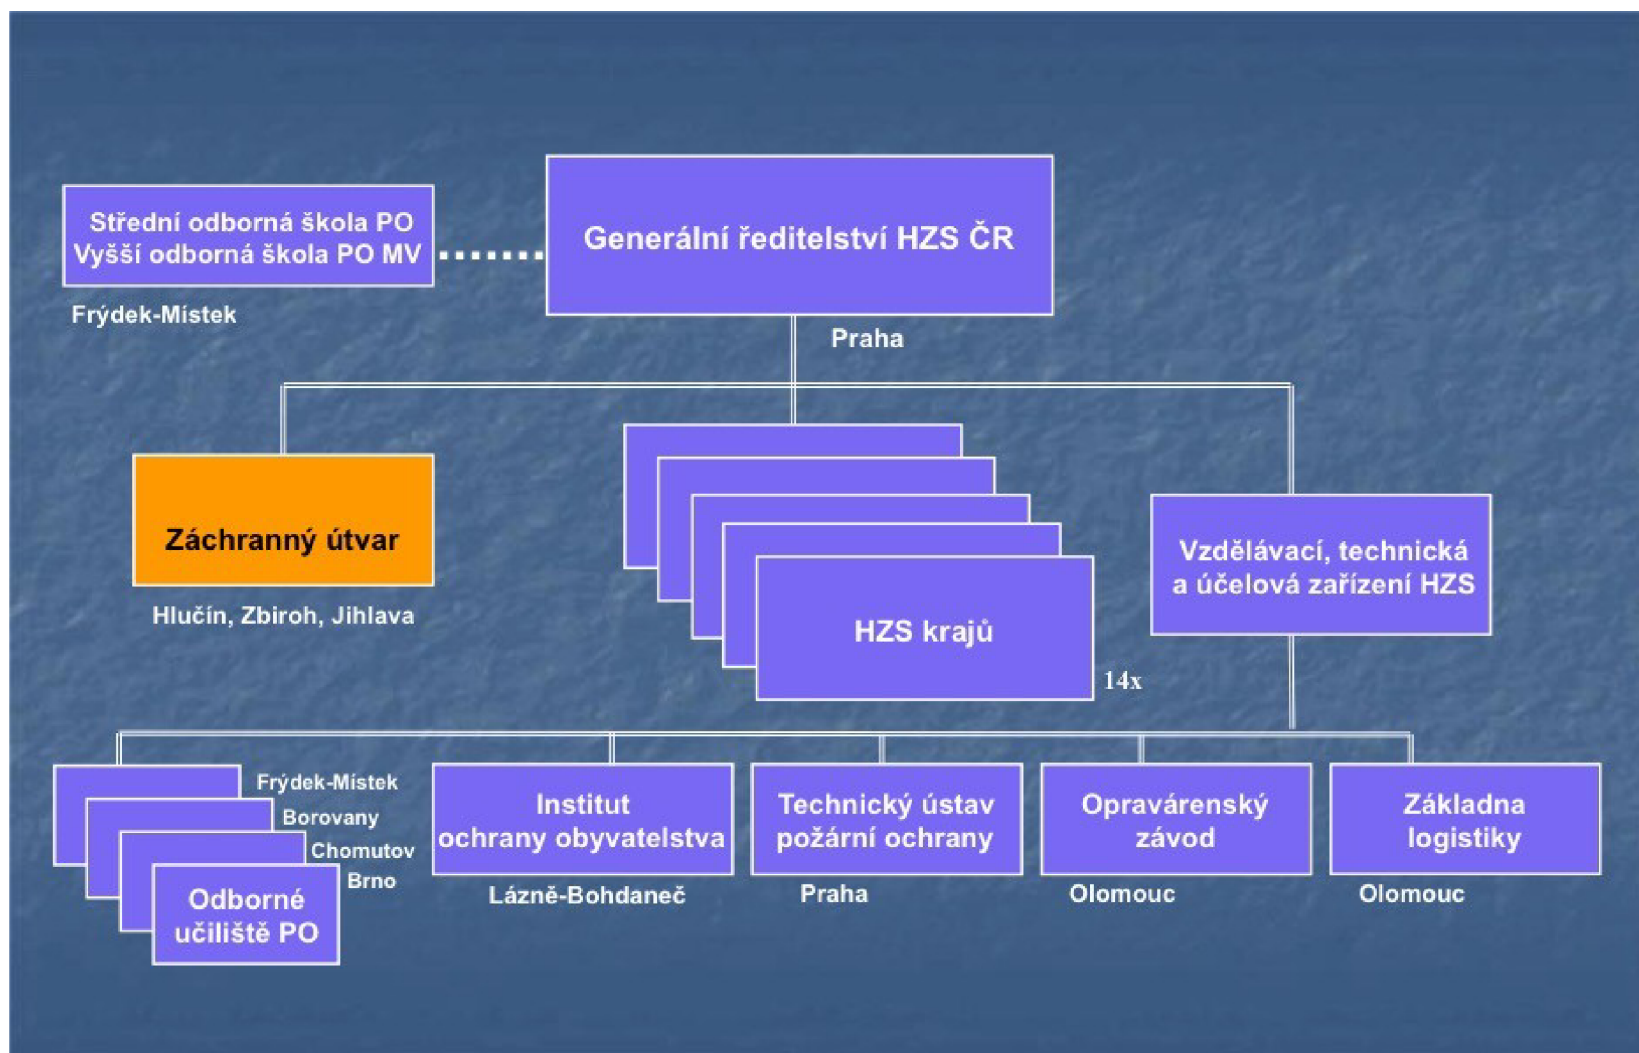 Střední odborná škola PO
Vyšší odborná škola PO MV
Frýdek-Místek
Generální ředitelství HZS ČR
Praha
Záchranný útvar
Hlučín, Zbiroh, Jihlava
HZS krajů
14x
Vzdělávací, technická
a účelová zařízení HZS
Frýdek-Místek
Borovany
Chomutov
Brno
Odborné
učiliště PO
Institut
ochrany obyvatelstva
Lázně-Bohdaneč
Technický ústav
požární ochrany
Praha
Opravárenský
závod
Olomouc
Základna
logistiky
Olomouc